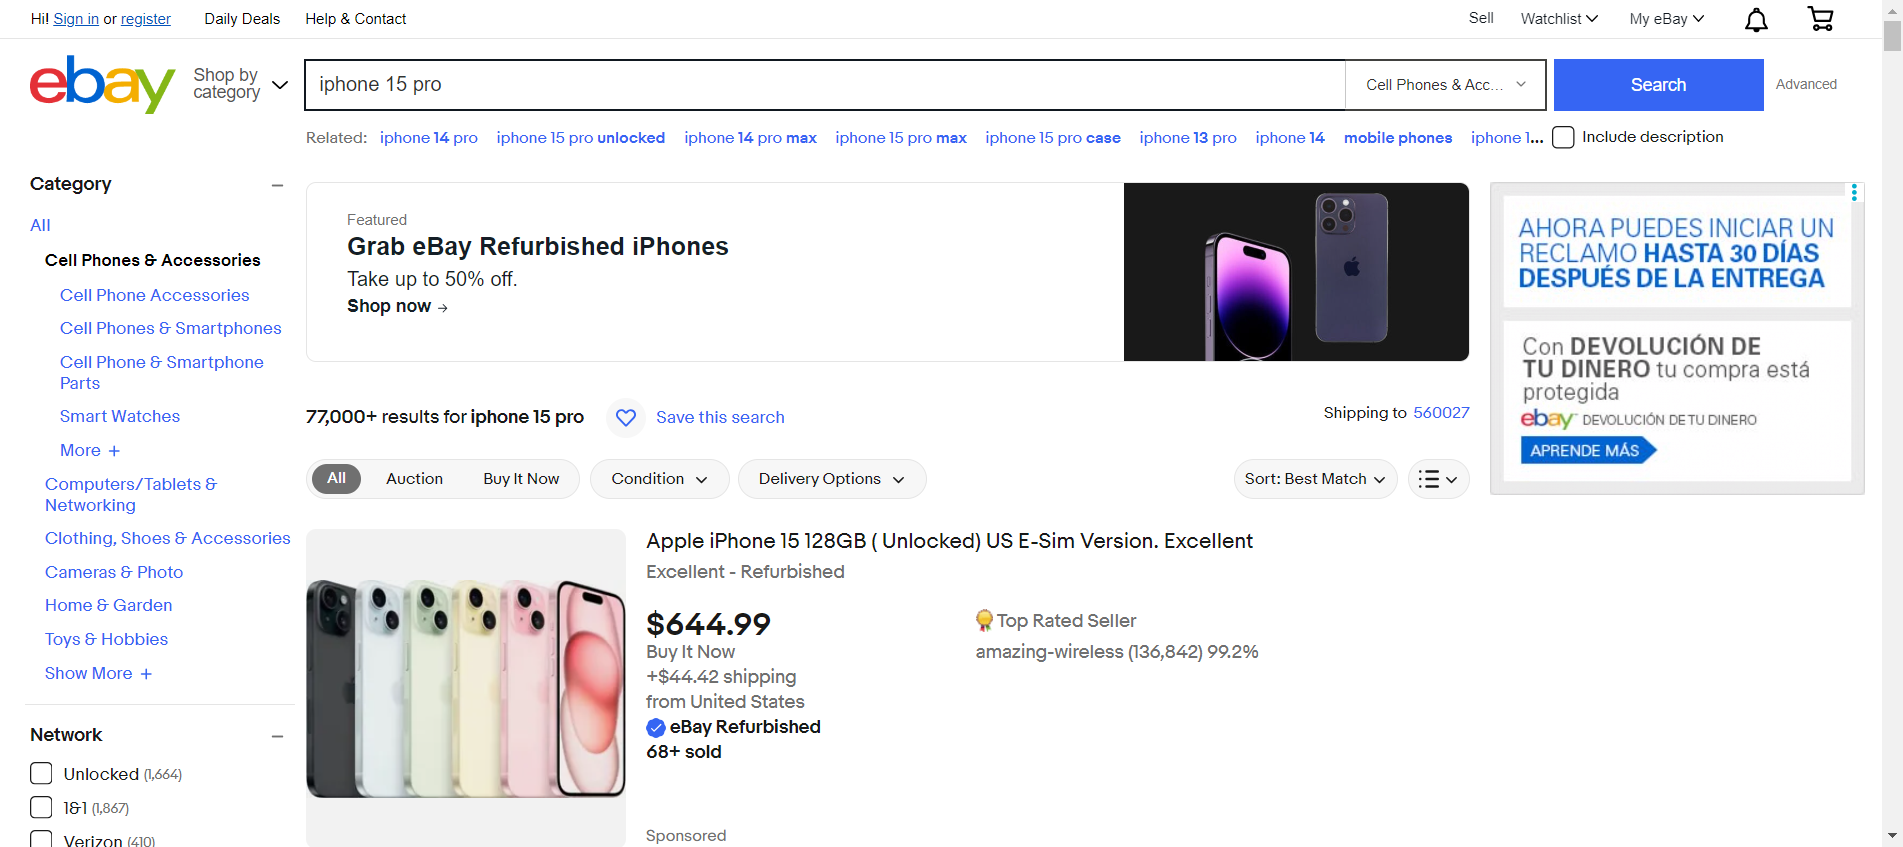 Hi! Sign in or register
Daily Deals
Help & Contact
Sell
Watchlist
My eBay
ebay
Shop by
category
iphone 15 pro
Cell Phones & Acc...
Search
Advanced
Related:
iphone 14 pro
iphone 15 pro unlocked
iphone 14 pro max
iphone 15 pro max
iphone 15 pro case
iphone 13 pro
iphone 14
mobile phones
iphone 1...
Include description
Category
All
Cell Phones & Accessories
Cell Phone Accessories
Cell Phones & Smartphones
Cell Phone & Smartphone
Parts
Smart Watches
More +
Computers/Tablets &
Networking
Clothing, Shoes & Accessories
Cameras & Photo
Home & Garden
Toys & Hobbies
Show More +
Network
Unlocked (1,664)
1&1 (1,867)
Verizon (410)
Featured
Grab eBay Refurbished iPhones
Take up to 50% off.
Shop now →
77,000+ results for iphone 15 pro
Save this search
Shipping to 560027
All
Auction
Buy It Now
Condition
Delivery Options
Sort: Best Match
Apple iPhone 15 128GB ( Unlocked) US E-Sim Version. Excellent
Excellent - Refurbished
$644.99
Buy It Now
+$44.42 shipping
from United States
eBay Refurbished
68+ sold
Top Rated Seller
amazing-wireless (136,842) 99.2%
Sponsored
AHORA PUEDES INICIAR UN
RECLAMO HASTA 30 DÍAS
DESPUÉS DE LA ENTREGA
Con DEVOLUCIÓN DE
TU DINERO tu compra está
protegida
ebay DEVOLUCIÓN DE TU DINERO
APRENDE MÁS